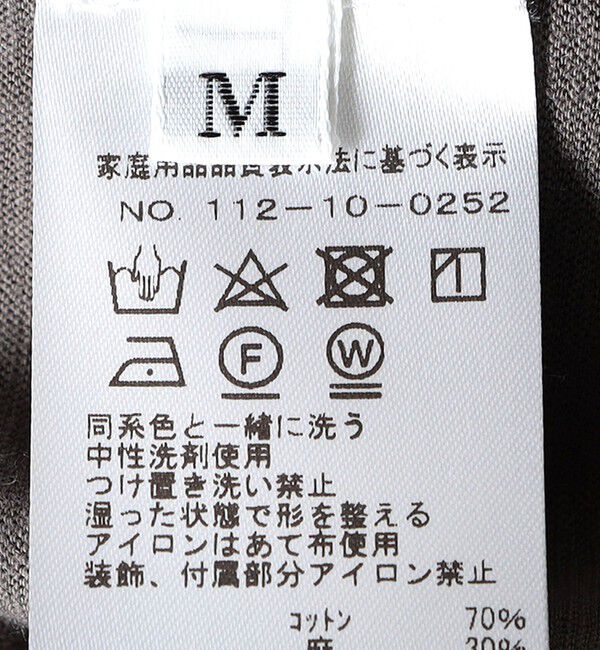 M
家庭用品品質表示法に基づく表示
NO. 112-10-0252
F W
同系色と一緒に洗う
中性洗剤使用
つけ置き洗い禁止
湿った状態で形を整える
アイロンはあて布使用
装飾、付属部分アイロン禁止
コットン 70%
麻 30%